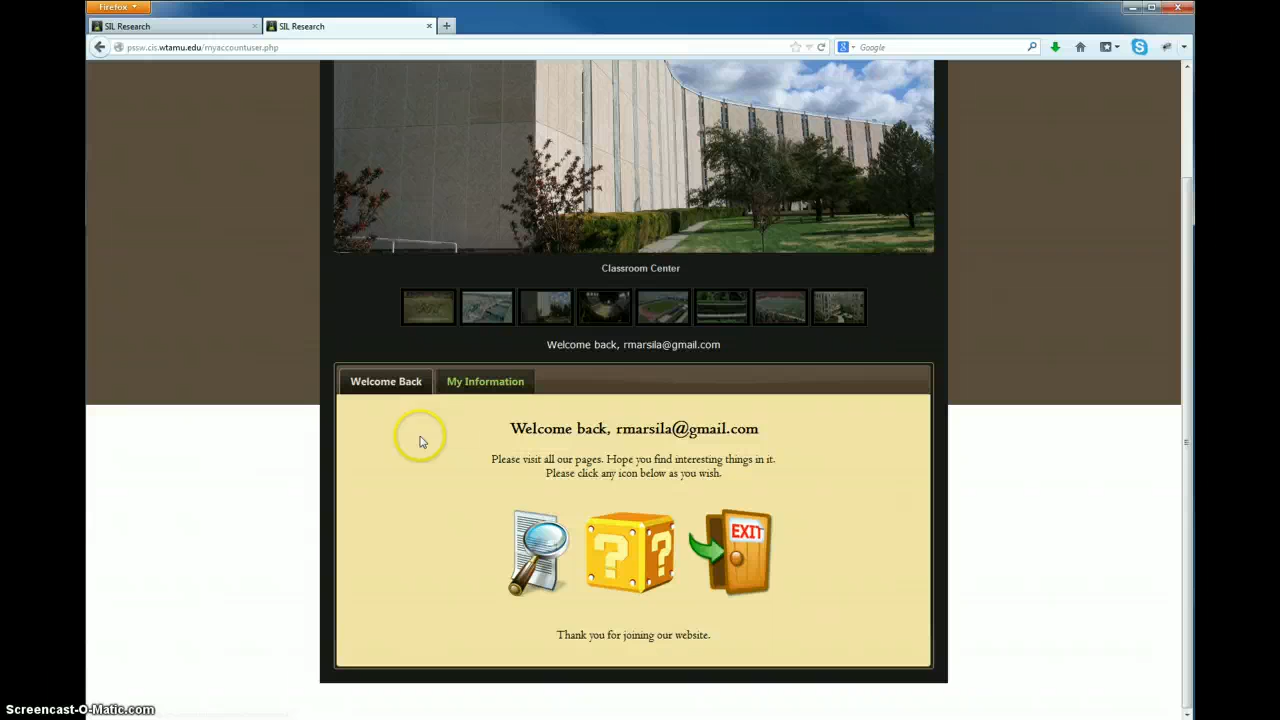 Firefox
SIL Research
SIL Research
pssw.cis.wtamu.edu/myaccountuser.php
Google
Classroom Center
Welcome back, rmarsila@gmail.com
Welcome Back
My Information
Welcome back, rmarsila@gmail.com
Please visit all our pages. Hope you find interesting things in it.
Please click any icon below as you wish.
? ?
EXIT
Thank you for joining our website.
Screencast-O-Matic.com